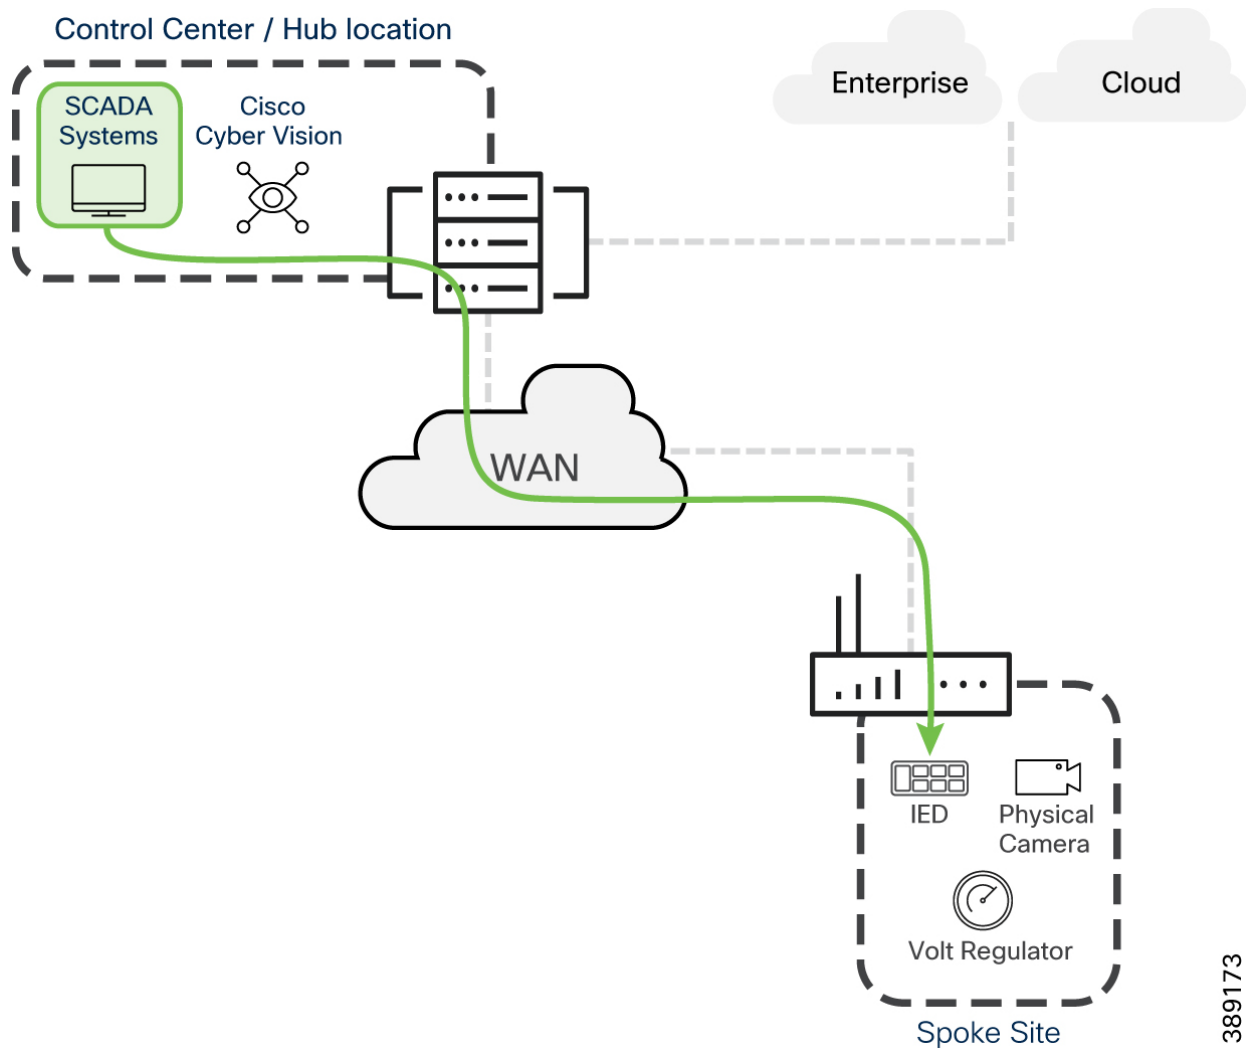 Control Center / Hub location
SCADA
Systems
Cisco
Cyber Vision
Enterprise
Cloud
WAN
IED
Physical
Camera
Volt Regulator
Spoke Site
389173